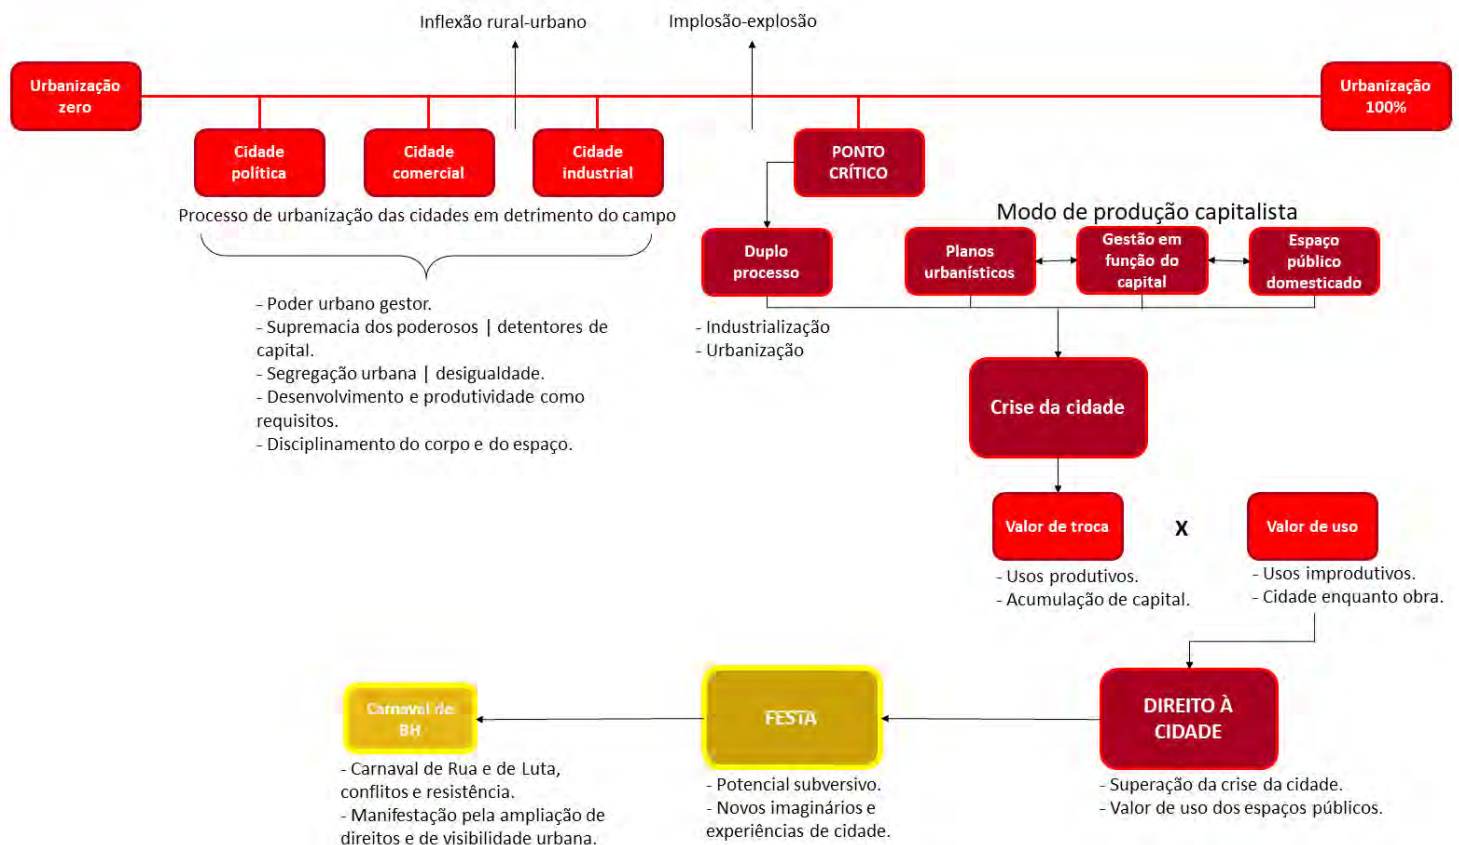 Inflexão rural-urbano
Implosão-explosão
Urbanização
zero
Urbanização
100%
Cidade
política
Cidade
comercial
Cidade
industrial
PONTO
CRÍTICO
Processo de urbanização das cidades em detrimento do campo
- Poder urbano gestor.
- Supremacia dos poderosos | detentores de
capital.
- Segregação urbana | desigualdade.
- Desenvolvimento e produtividade como
requisitos.
- Disciplinamento do corpo e do espaço.
Modo de produção capitalista
Duplo
processo
Planos
urbanísticos
Gestão em
função do
capital
Espaço
público
domesticado
- Industrialização
- Urbanização
Crise da cidade
Valor de troca
X
Valor de uso
- Usos produtivos.
- Acumulação de capital.
- Usos improdutivos.
- Cidade enquanto obra.
DIREITO À
CIDADE
- Superação da crise da cidade.
- Valor de uso dos espaços públicos.
FESTA
- Potencial subversivo.
- Novos imaginários e
experiências de cidade.
Carnaval de
BH
- Carnaval de Rua e de Luta,
conflitos e resistência.
- Manifestação pela ampliação de
direitos e de visibilidade urbana.